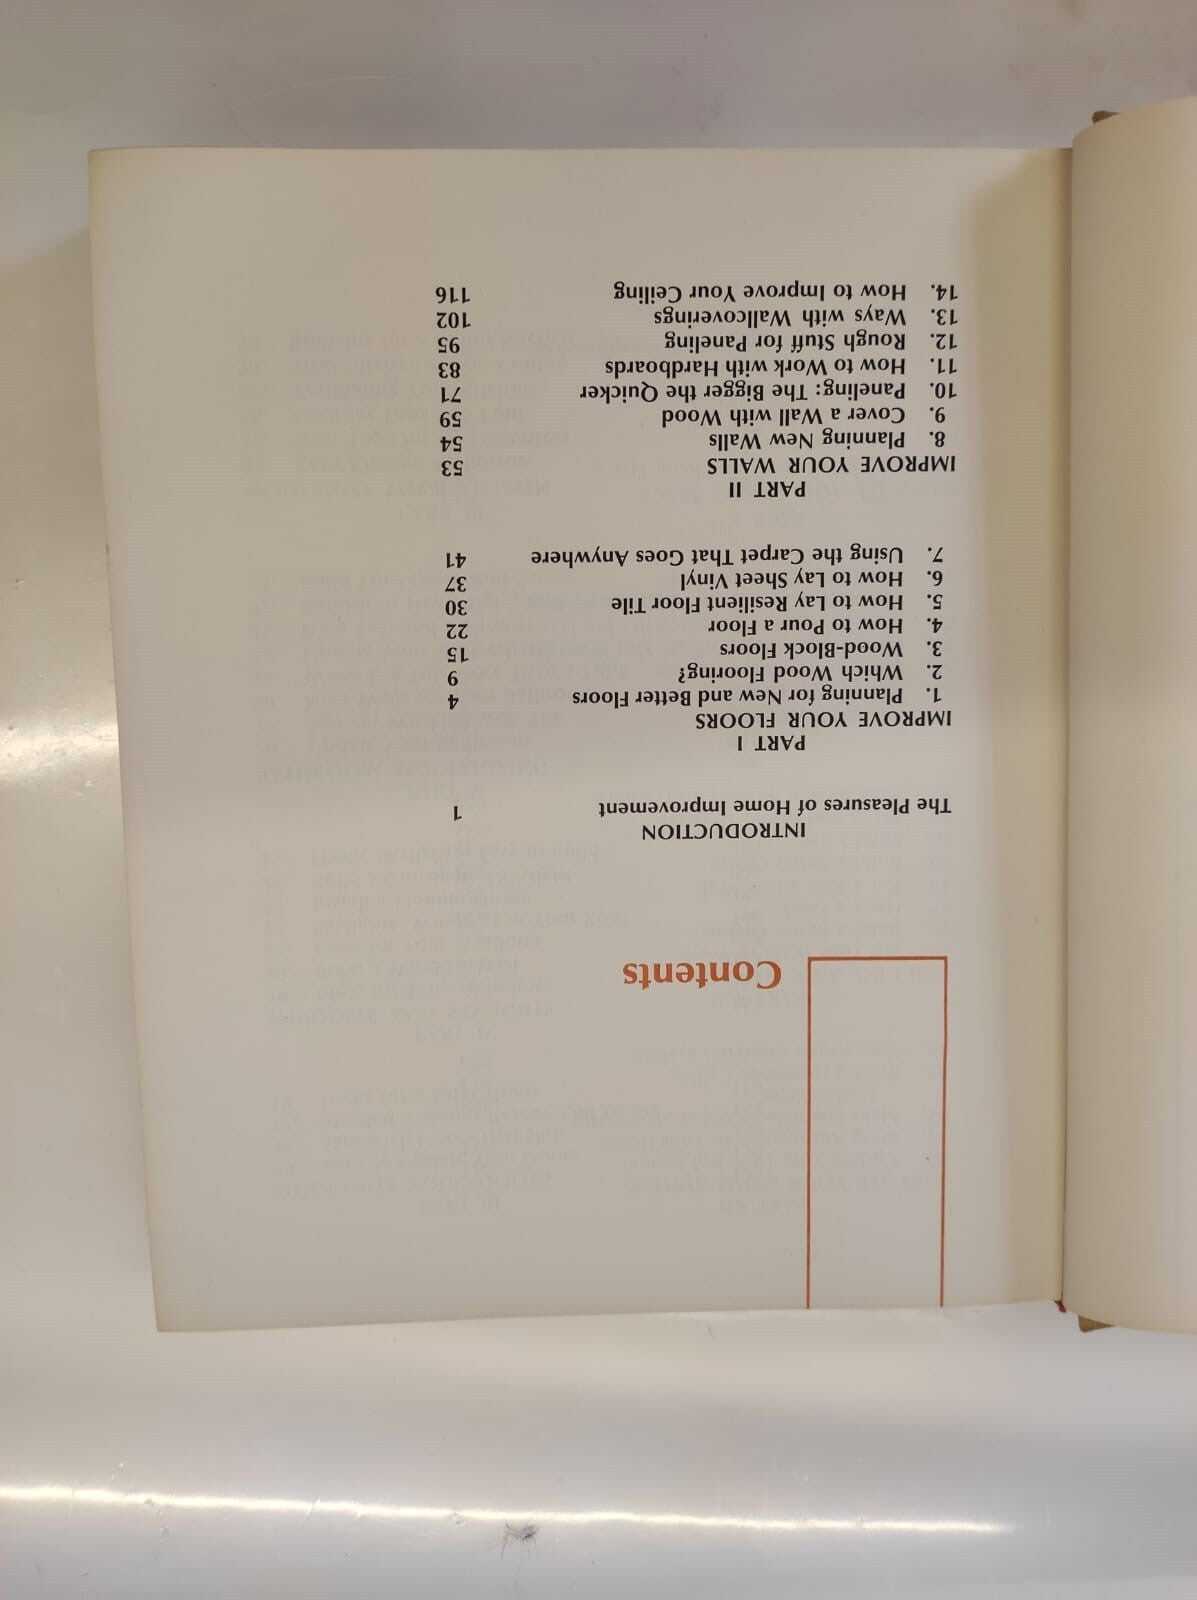 Contents
INTRODUCTION
The Pleasures of Home Improvement 1
PART I
IMPROVE YOUR FLOORS
1. Planning for New and Better Floors 4
2. Which Wood Flooring? 9
3. Wood-Block Floors 15
4. How to Pour a Floor 22
5. How to Lay Resilient Floor Tile 30
6. How to Lay Sheet Vinyl 37
7. Using the Carpet That Goes Anywhere 41
PART II
IMPROVE YOUR WALLS 53
8. Planning New Walls 54
9. Cover a Wall with Wood 59
10. Paneling: The Bigger the Quicker 71
11. How to Work with Hardboards 83
12. Rough Stuff for Paneling 95
13. Ways with Wallcoverings 102
14. How to Improve Your Ceiling 116